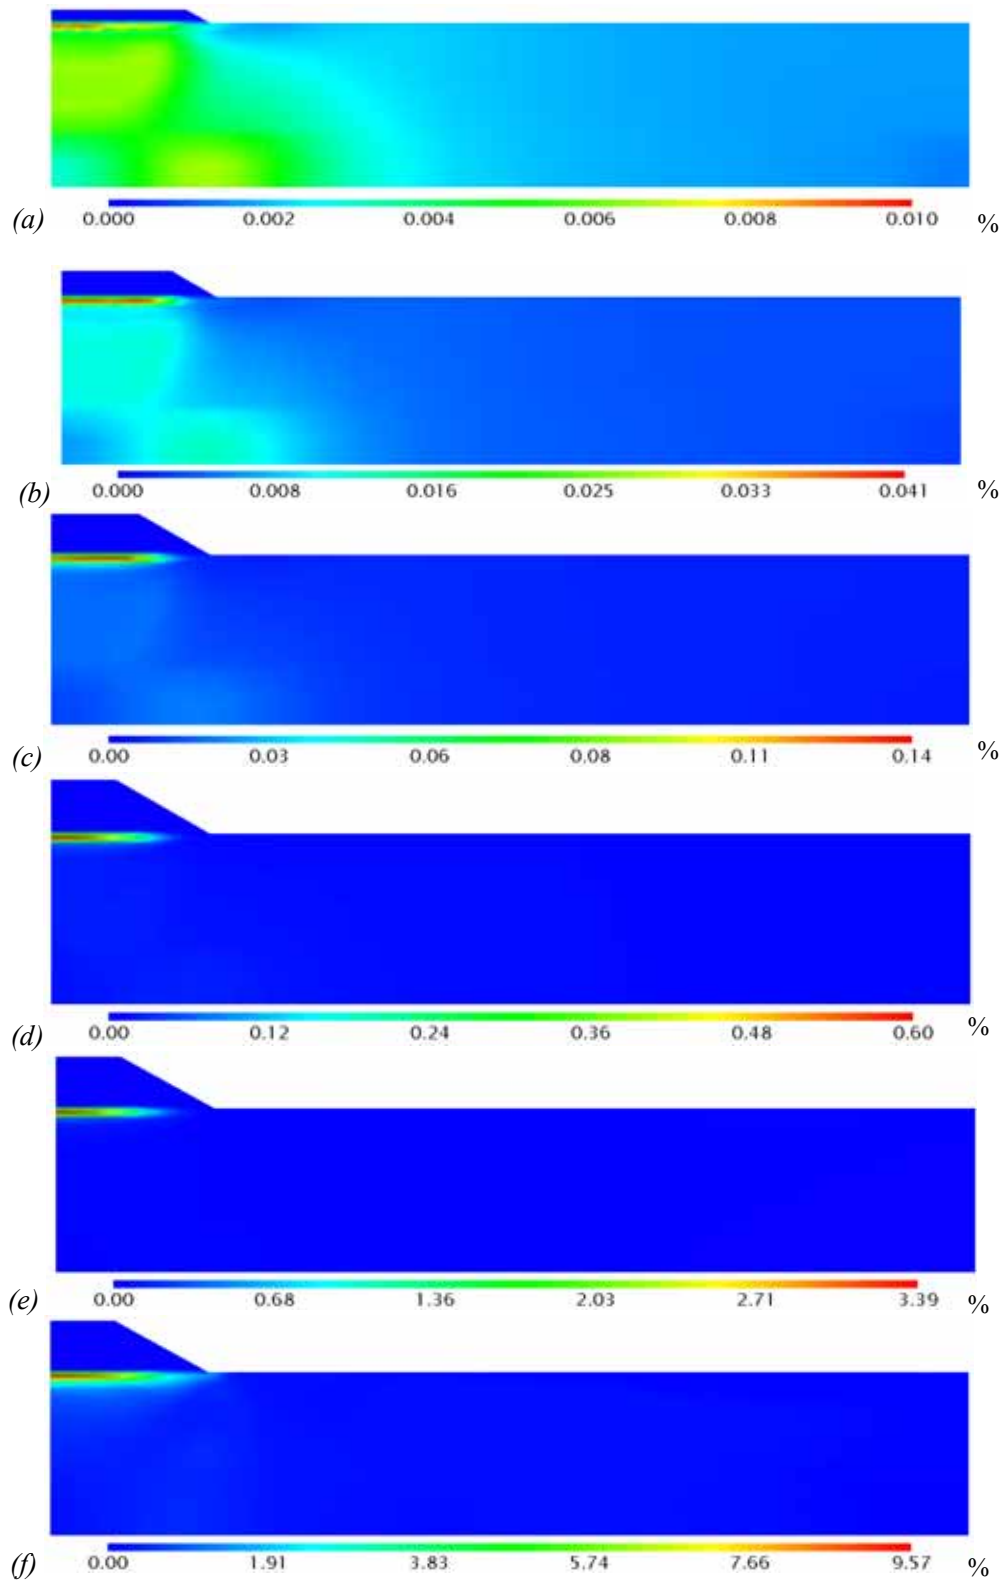 0.000 0.002 0.004 0.006 0.008 0.010 %
(a)
0.000 0.008 0.016 0.025 0.033 0.041 %
(b)
0.00 0.03 0.06 0.08 0.11 0.14 %
(c)
0.00 0.12 0.24 0.36 0.48 0.60 %
(d)
0.00 0.68 1.36 2.03 2.71 3.39 %
(e)
0.00 1.91 3.83 5.74 7.66 9.57 %
(f)